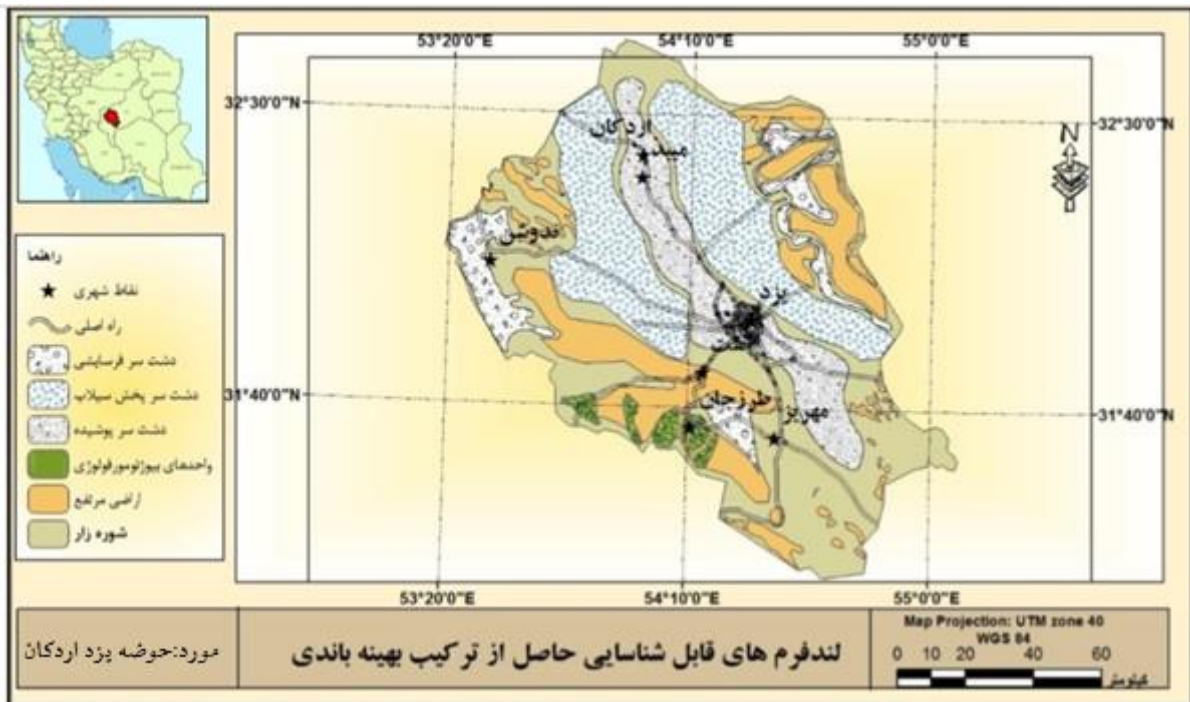 53°20'0"E 54°10'0"E 55°0'0"E
32°30'0"N 32°30'0"N
N
اردکان
میبد
ندوشن
یزد
31°40'0"N 31°40'0"N
طرزجان
مهریز
53°20'0"E 54°10'0"E 55°0'0"E
راهنما
نقاط شهری
راه اصلی
دشت سر فرسایشی
دشت سر پخش سیلاب
دشت سر پوشیده
واحدهای بیوژئومورفولوژی
اراضی مرتفع
شوره زار
مورد:حوضه یزد اردکان
لندفرم های قابل شناسایی حاصل از ترکیب بهینه باندی
Map Projection: UTM zone 40
WGS 84
0 10 20 40 60
کیلومتر